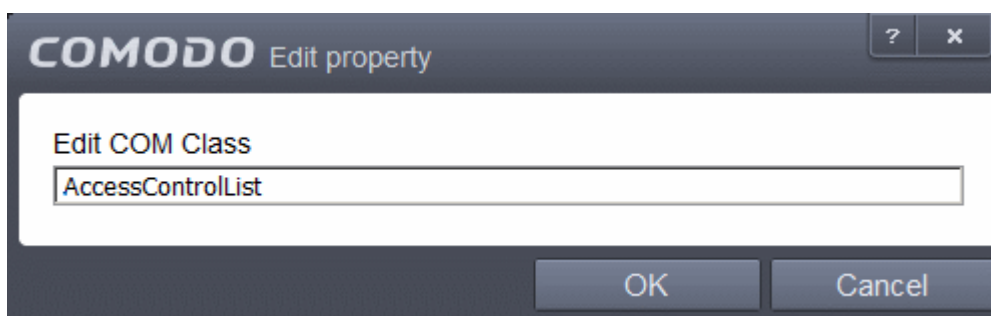 COMODO Edit property ? x
Edit COM Class
AccessControlList
OK Cancel